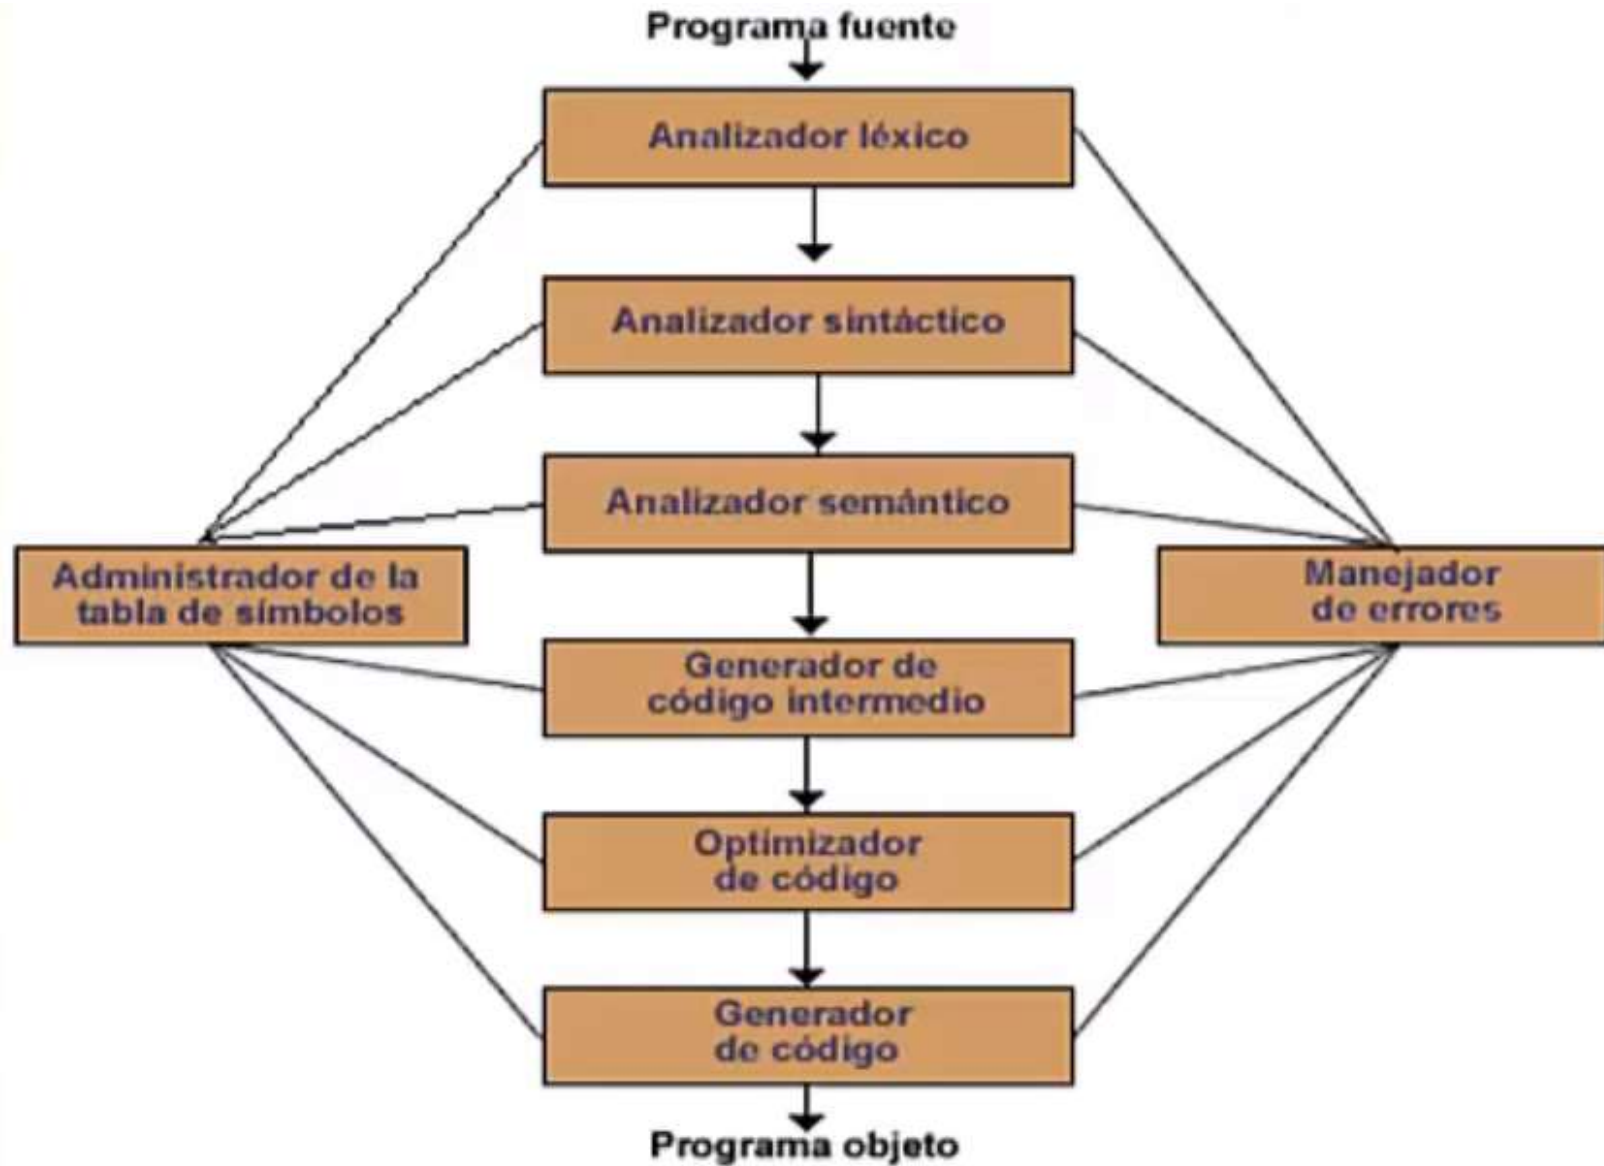 Programa fuente
Analizador léxico
Analizador sintáctico
Analizador semántico
Administrador de la
tabla de símbolos
Manejador
de errores
Generador de
código intermedio
Optimizador
de código
Generador
de código
Programa objeto